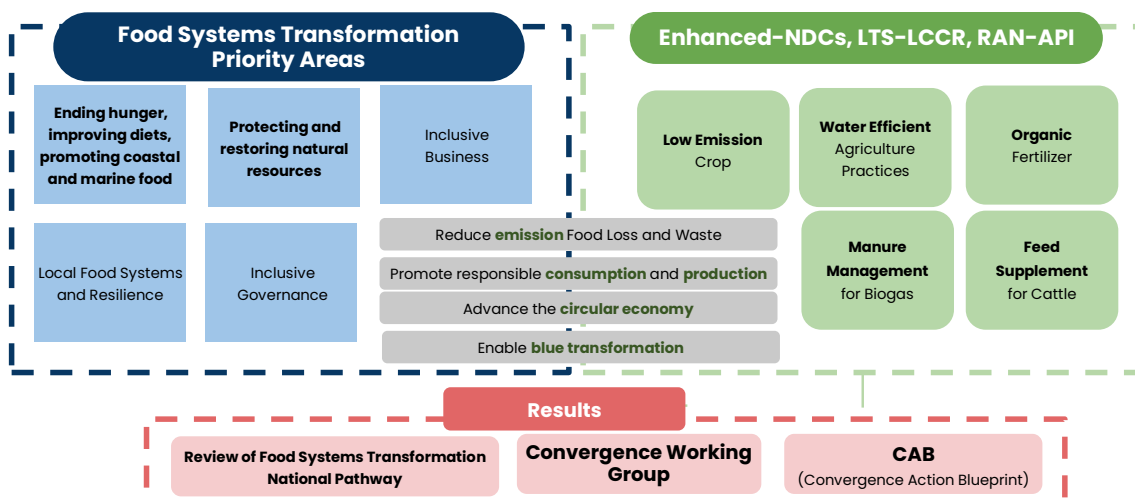 Food Systems Transformation
Priority Areas
Ending hunger,
improving diets,
promoting coastal
and marine food
Protecting and
restoring natural
resources
Inclusive
Business
Local Food Systems
and Resilience
Inclusive
Governance
Enhanced-NDCs, LTS-LCCR, RAN-API
Low Emission
Crop
Water Efficient
Agriculture
Practices
Organic
Fertilizer
Manure
Management
for Biogas
Feed
Supplement
for Cattle
Reduce emission Food Loss and Waste
Promote responsible consumption and production
Advance the circular economy
Enable blue transformation
Results
Review of Food Systems Transformation
National Pathway
Convergence Working
Group
CAB
(Convergence Action Blueprint)